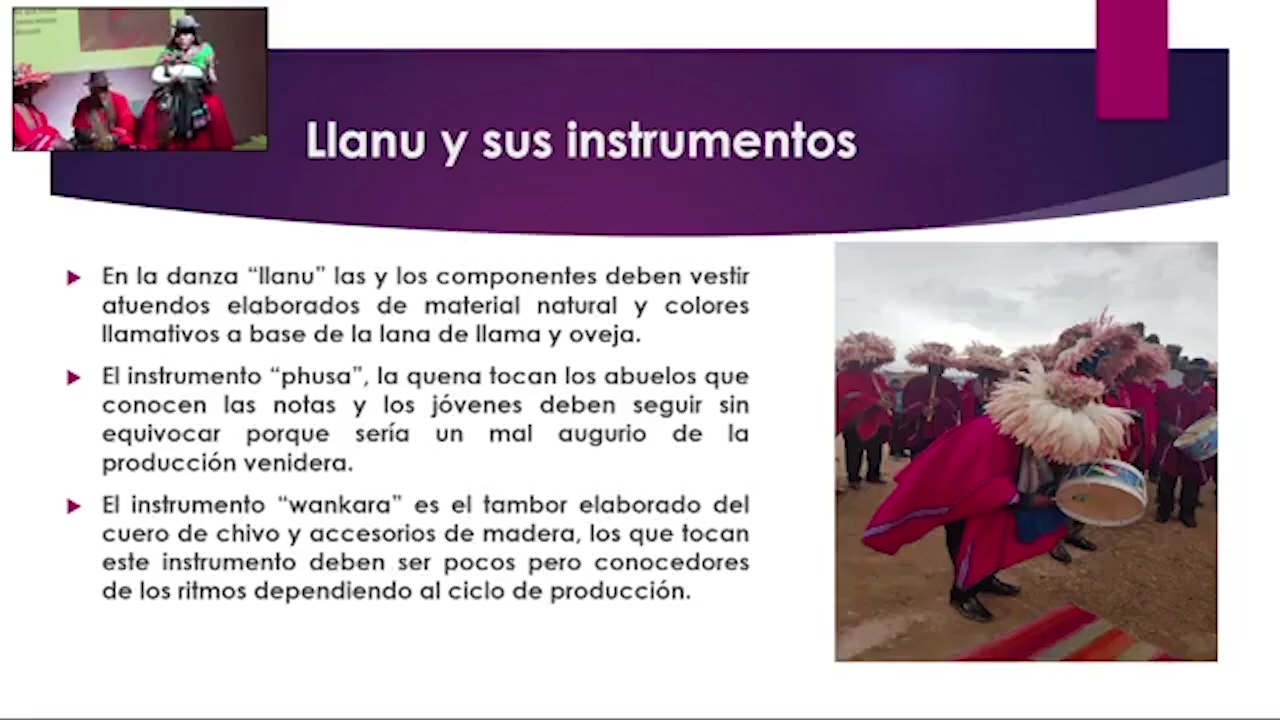 Llanu y sus instrumentos
En la danza “llanu” las y los componentes deben vestir
atuendos elaborados de material natural y colores
llamativos a base de la lana de llama y oveja.
El instrumento “phusa”, la quena tocan los abuelos que
conocen las notas y los jóvenes deben seguir sin
equivocar porque sería un mal augurio de la
producción venidera.
El instrumento “wankara” es el tambor elaborado del
cuero de chivo y accesorios de madera, los que tocan
este instrumento deben ser pocos pero conocedores
de los ritmos dependiendo al ciclo de producción.